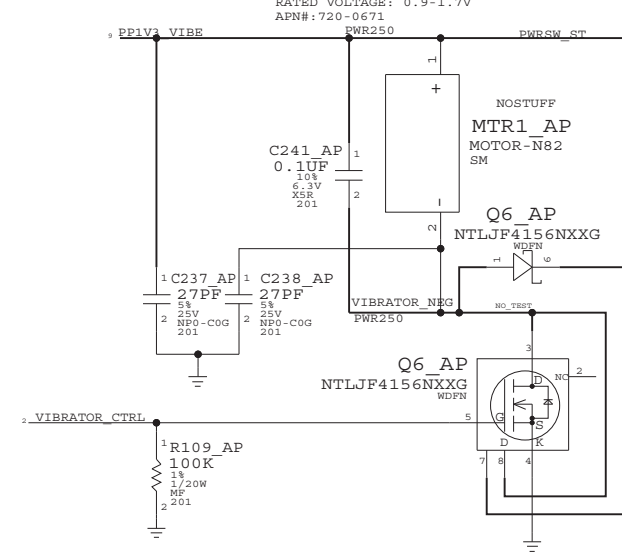 RATED VOLTAGE: 0.9-1.7V
APN#:720-0671
9 PP1V3_VIBE
PWR250
PWRSW_ST
1
+
NOSTUFF
MTR1_AP
MOTOR-N82
SM
C241_AP 1
0.1UF
10%
6.3V
X5R
201
2
2
Q6_AP
NTLJF4156NXXG
WDFN
1
6
1 C237_AP
27PF
5%
25V
NP0-C0G
201
2
1 C238_AP
27PF
5%
25V
NP0-C0G
201
2
VIBRATOR_NEG
PWR250
NO_TEST
3
Q6_AP
NTLJF4156NXXG
WDFN
D
NC 2
2 VIBRATOR_CTRL
5
G
S
D
K
7
8
4
1 R109_AP
100K
1%
1/20W
MF
2 201